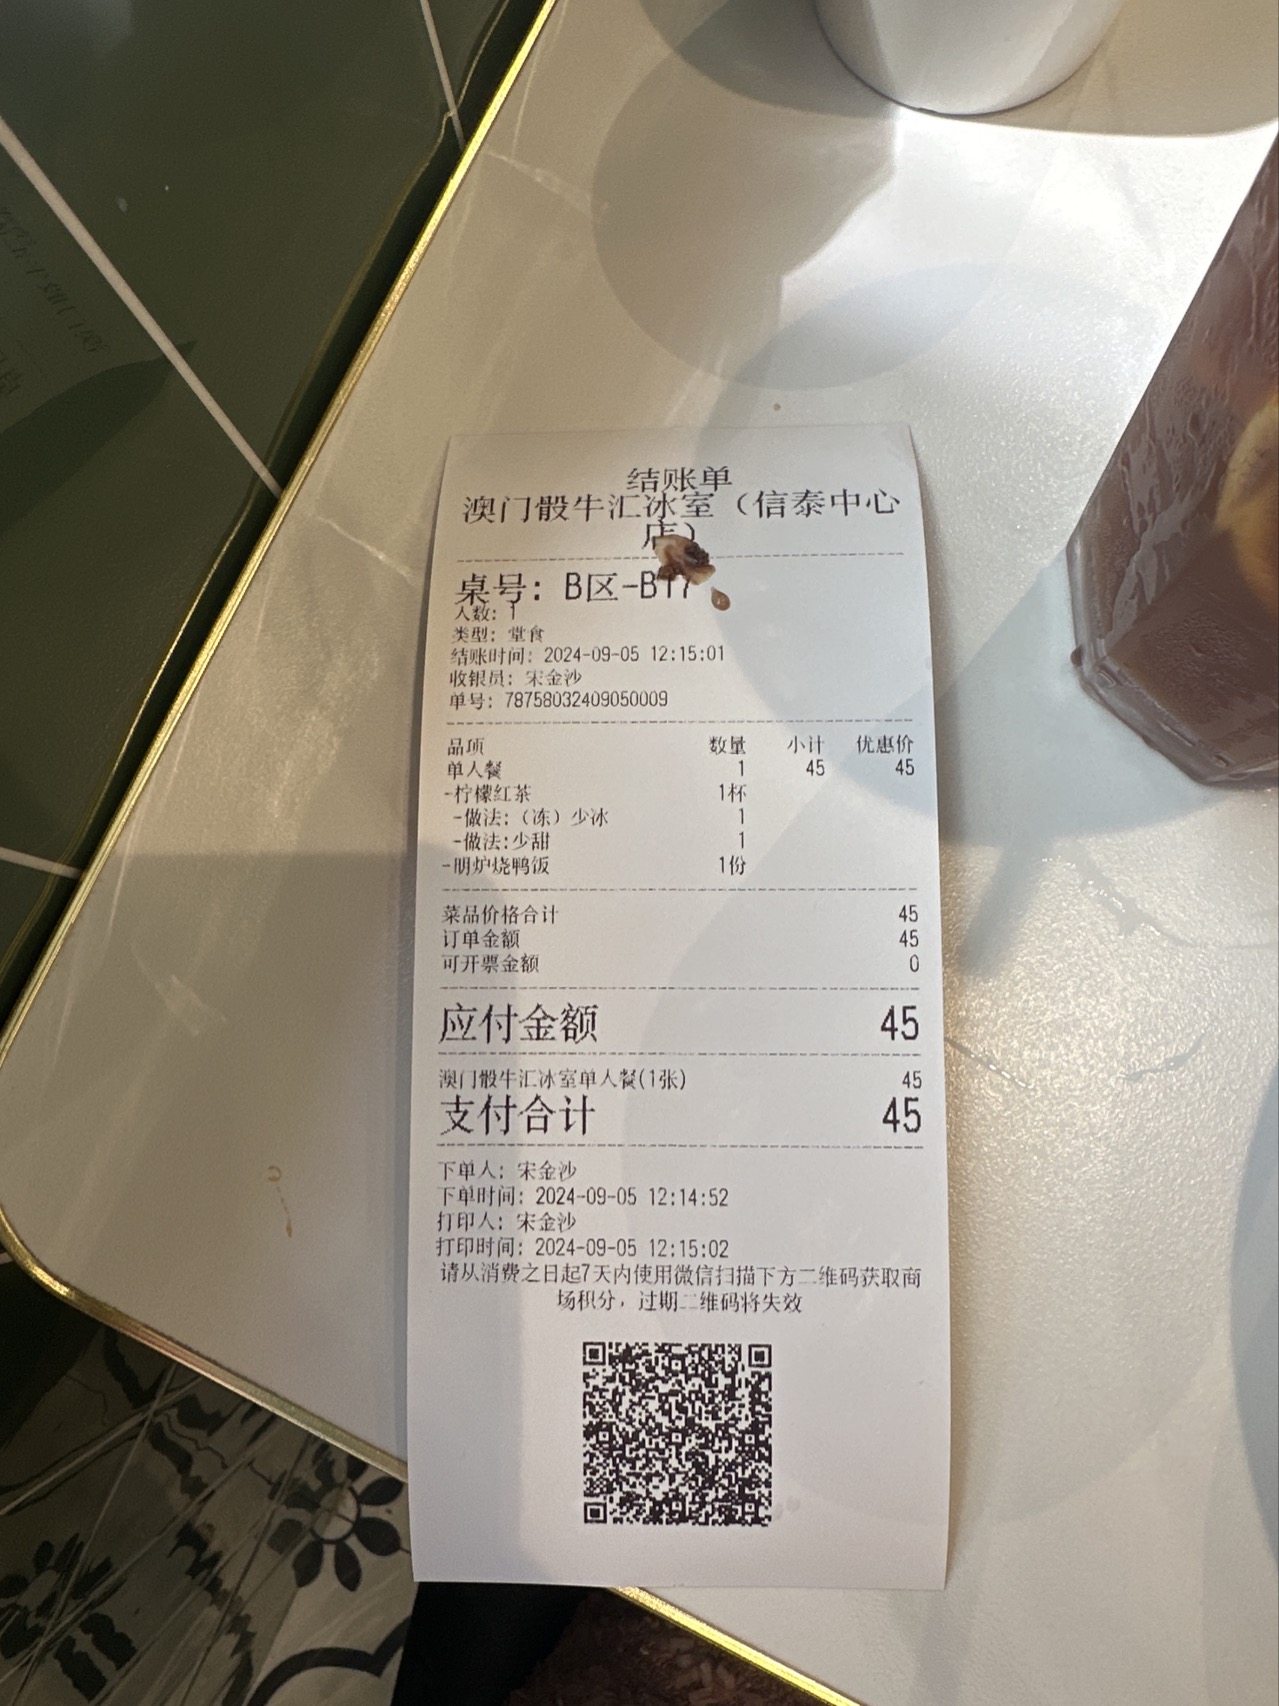 结账单
澳门骰牛汇冰室（信泰中心
店）
桌号: B区-B17
人数: 1
类型: 堂食
结账时间: 2024-09-05 12:15:01
收银员: 宋金沙
单号: 78758032409050009
品项 数量 小计 优惠价
单人餐 1 45 45
-柠檬红茶 1杯
-做法:（冻）少冰 1
-做法:少甜 1
-明炉烧鸭饭 1份
菜品价格合计 45
订单金额 45
可开票金额 0
应付金额 45
澳门骰牛汇冰室单人餐(1张) 45
支付合计 45
下单人: 宋金沙
下单时间: 2024-09-05 12:14:52
打印人: 宋金沙
打印时间: 2024-09-05 12:15:02
请从消费之日起7天内使用微信扫描下方二维码获取商
场积分，过期二维码将失效